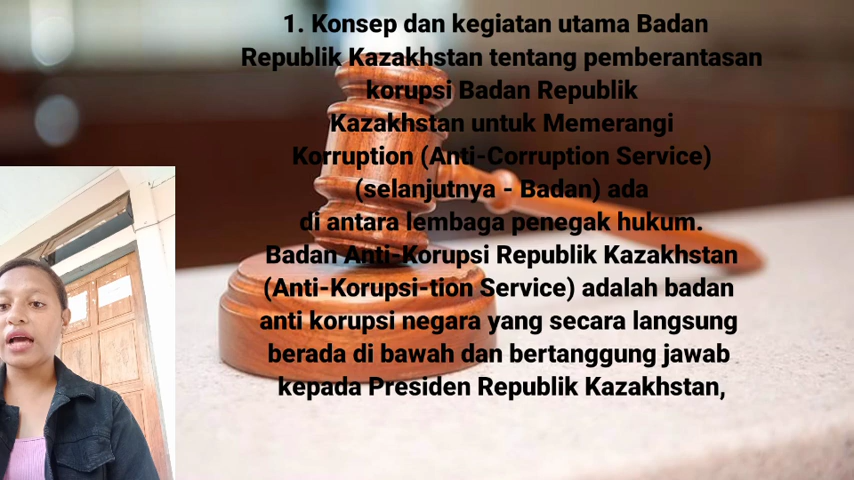 1. Konsep dan kegiatan utama Badan
Republik Kazakhstan tentang pemberantasan
korupsi Badan Republik
Kazakhstan untuk Memerangi
Korruption (Anti-Corruption Service)
(selanjutnya - Badan) ada
di antara lembaga penegak hukum.
Badan Anti-Korupsi Republik Kazakhstan
(Anti-Korupsi-tion Service) adalah badan
anti korupsi negara yang secara langsung
berada di bawah dan bertanggung jawab
kepada Presiden Republik Kazakhstan,